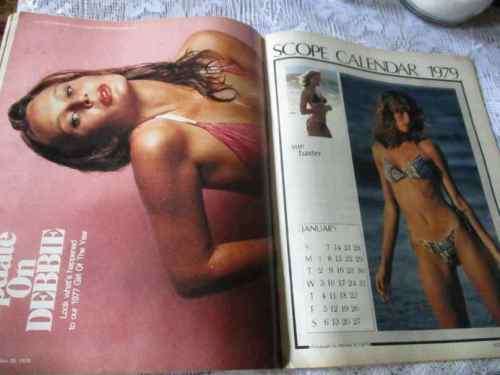 On
DEBBIE
Look what's happened
to our 1977 Girl Of The Year
SCOPE CALENDAR 1979
JANUARY
S 7 14 21 28
M 1 8 15 22 29
T 2 9 16 23 30
W 3 10 17 24 31
T 4 11 18 25
F 5 12 19 26
S 6 13 20 27